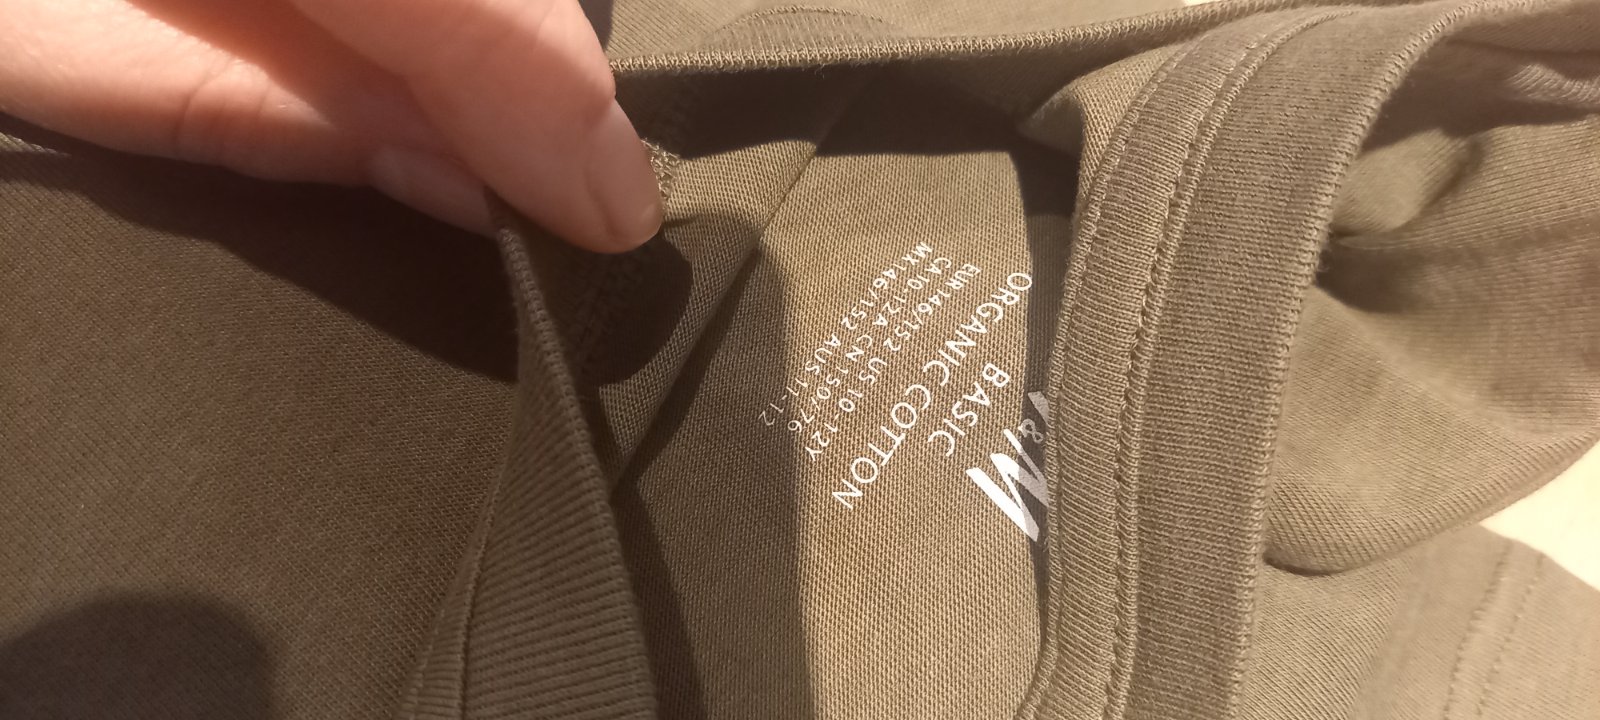 &M
BASIC
ORGANIC COTTON
EUR 146/152 US 10-12Y
CA 10-12A CN 150/76
MX 146/152 AUS 11-12